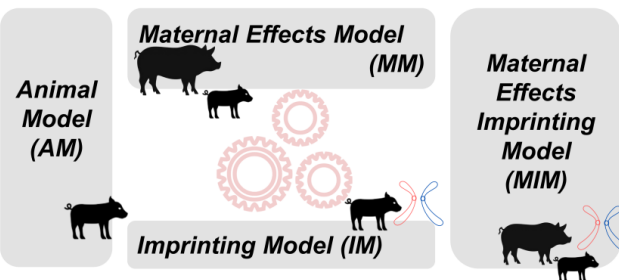 Animal
Model
(AM)
Maternal Effects Model
(MM)
Imprinting Model (IM)
Maternal
Effects
Imprinting
Model
(MIM)